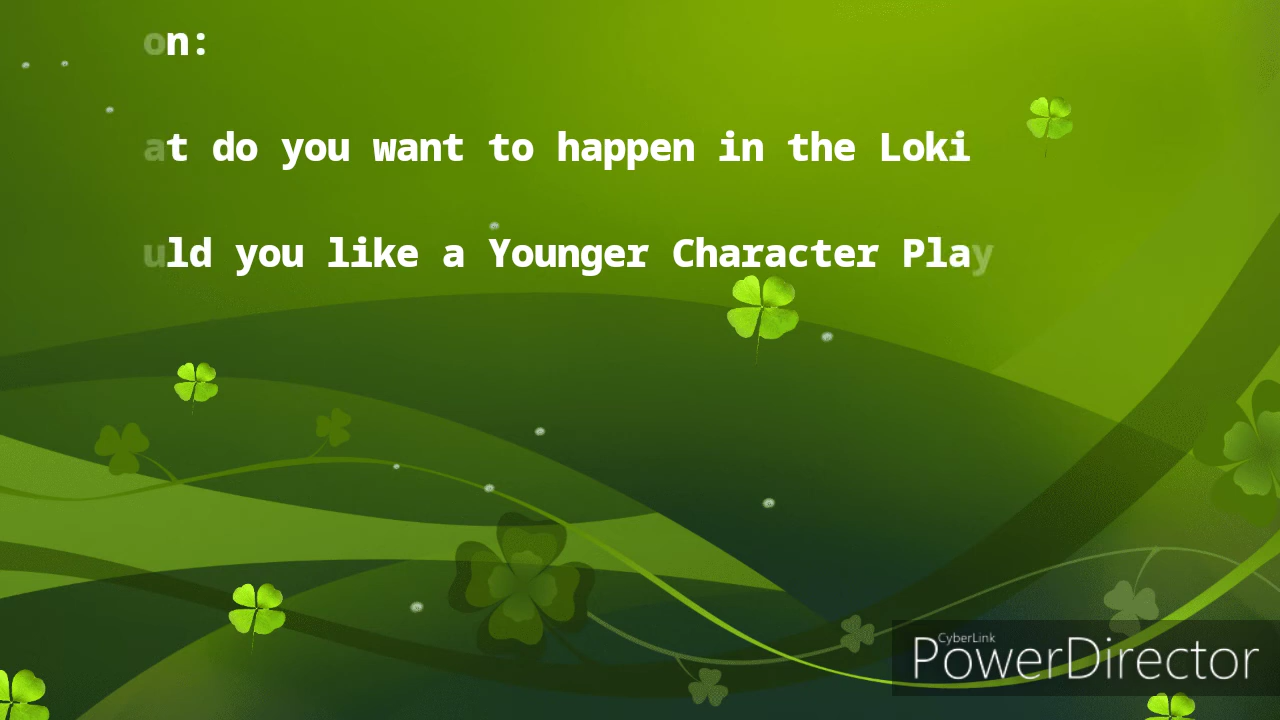 on:
at do you want to happen in the Loki
uld you like a Younger Character Play
CyberLink
PowerDirector